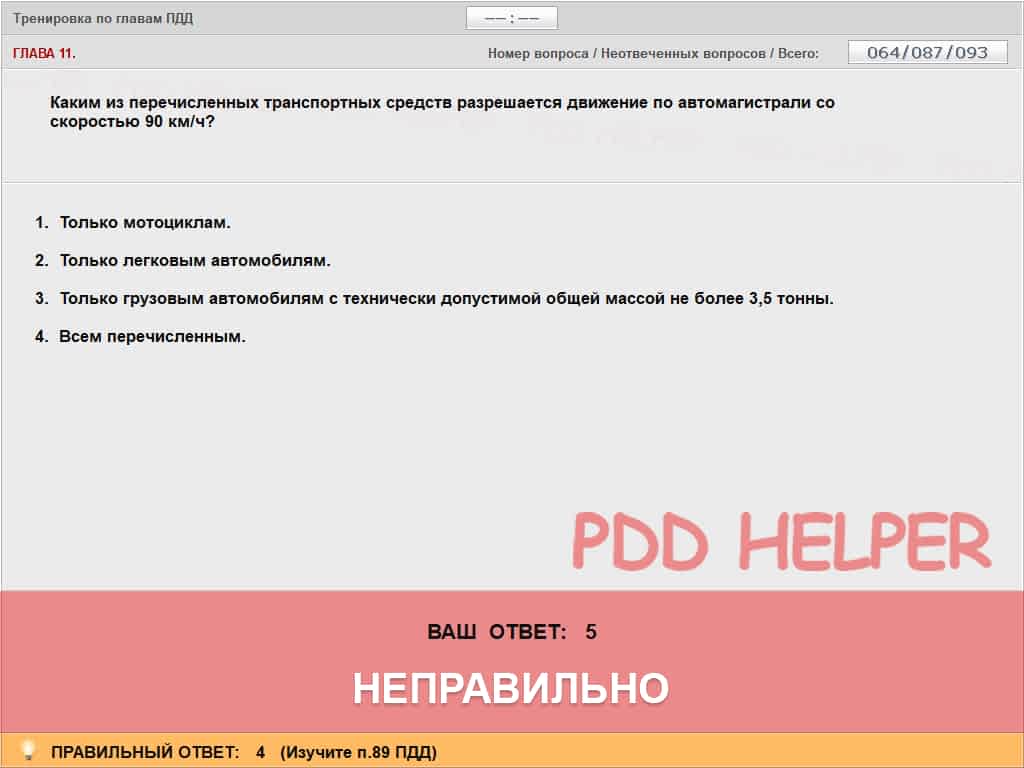 Тренировка по главам ПДД
—— : ——
ГЛАВА 11.
Номер вопроса / Неотвеченных вопросов / Всего:
064/087/093
Каким из перечисленных транспортных средств разрешается движение по автомагистрали со
скоростью 90 км/ч?
1. Только мотоциклам.
2. Только легковым автомобилям.
3. Только грузовым автомобилям с технически допустимой общей массой не более 3,5 тонны.
4. Всем перечисленным.
PDD HELPER
ВАШ ОТВЕТ: 5
НЕПРАВИЛЬНО
ПРАВИЛЬНЫЙ ОТВЕТ: 4 (Изучите п.89 ПДД)